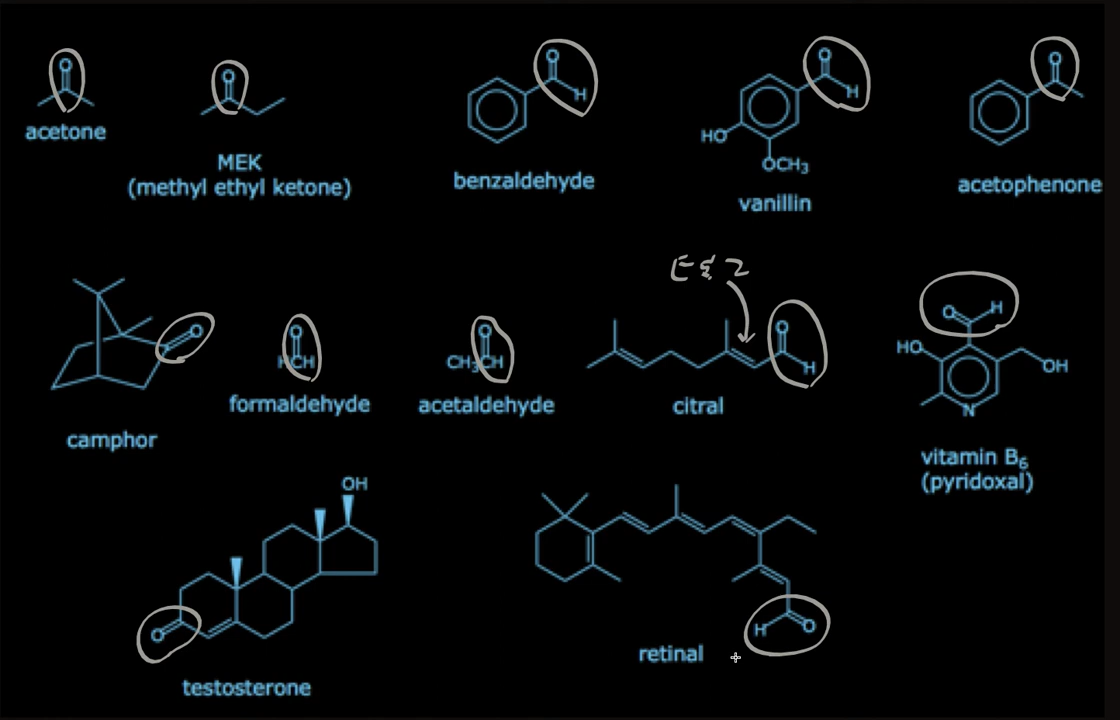 O
acetone
O
MEK
(methyl ethyl ketone)
O
H
benzaldehyde
O
H
HO
OCH₃
vanillin
O
acetophenone
O
camphor
O
HCH
formaldehyde
O
CH₃CH
acetaldehyde
E & Z
O
H
citral
O
H
HO
OH
N
vitamin B₆
(pyridoxal)
OH
O
testosterone
H
O
retinal